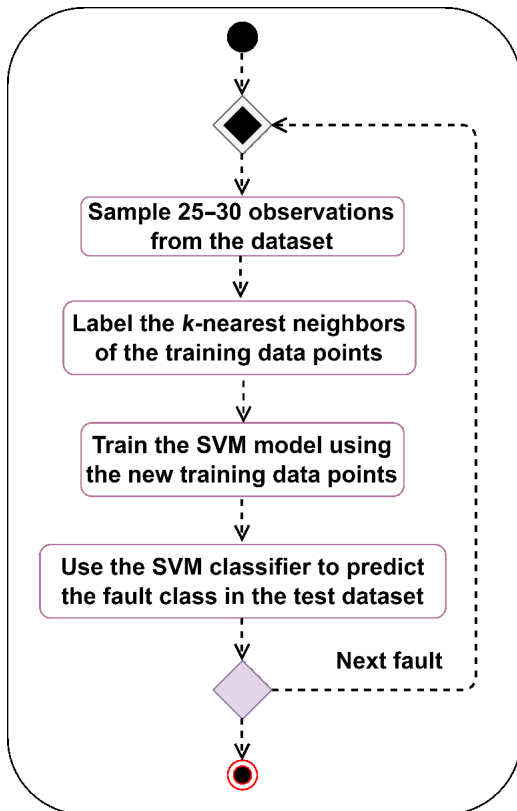 Sample 25–30 observations
from the dataset
Label the k-nearest neighbors
of the training data points
Train the SVM model using
the new training data points
Use the SVM classifier to predict
the fault class in the test dataset
Next fault